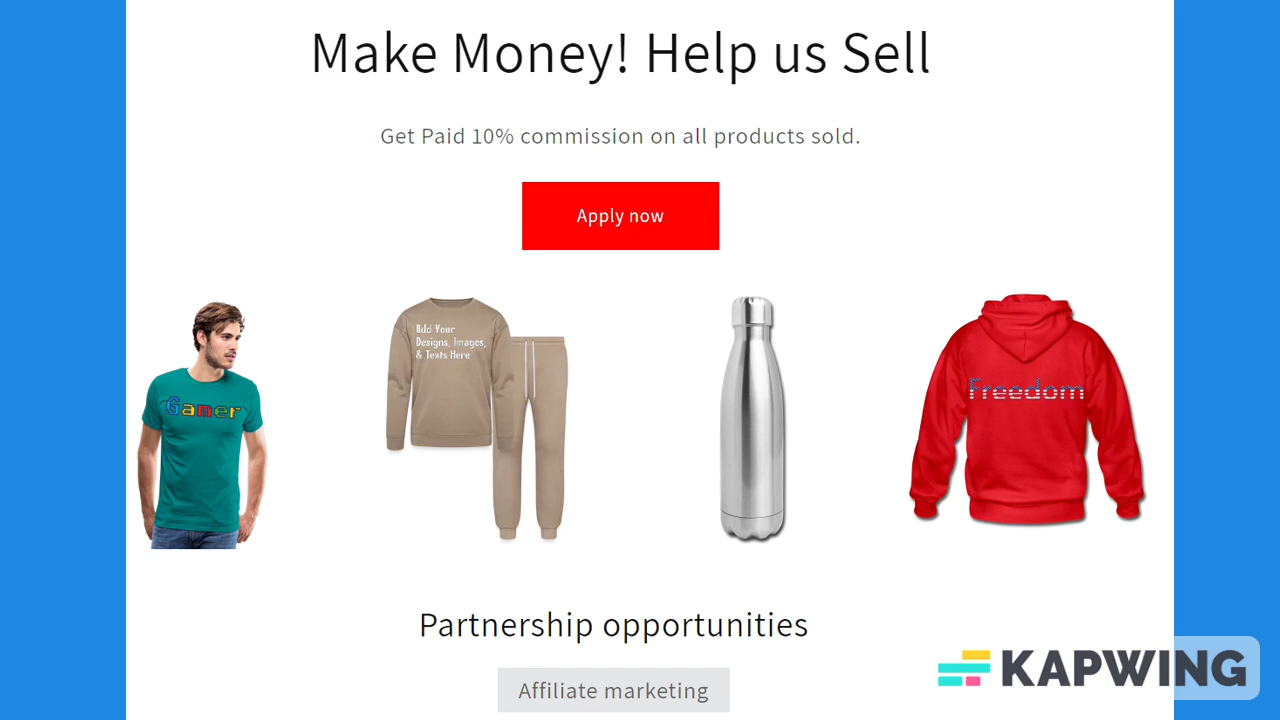 Make Money! Help us Sell
Get Paid 10% commission on all products sold.
Apply now
Gamer
Add Your
Designs, Images,
& Texts Here
Freedom
Partnership opportunities
Affiliate marketing
KAPWING